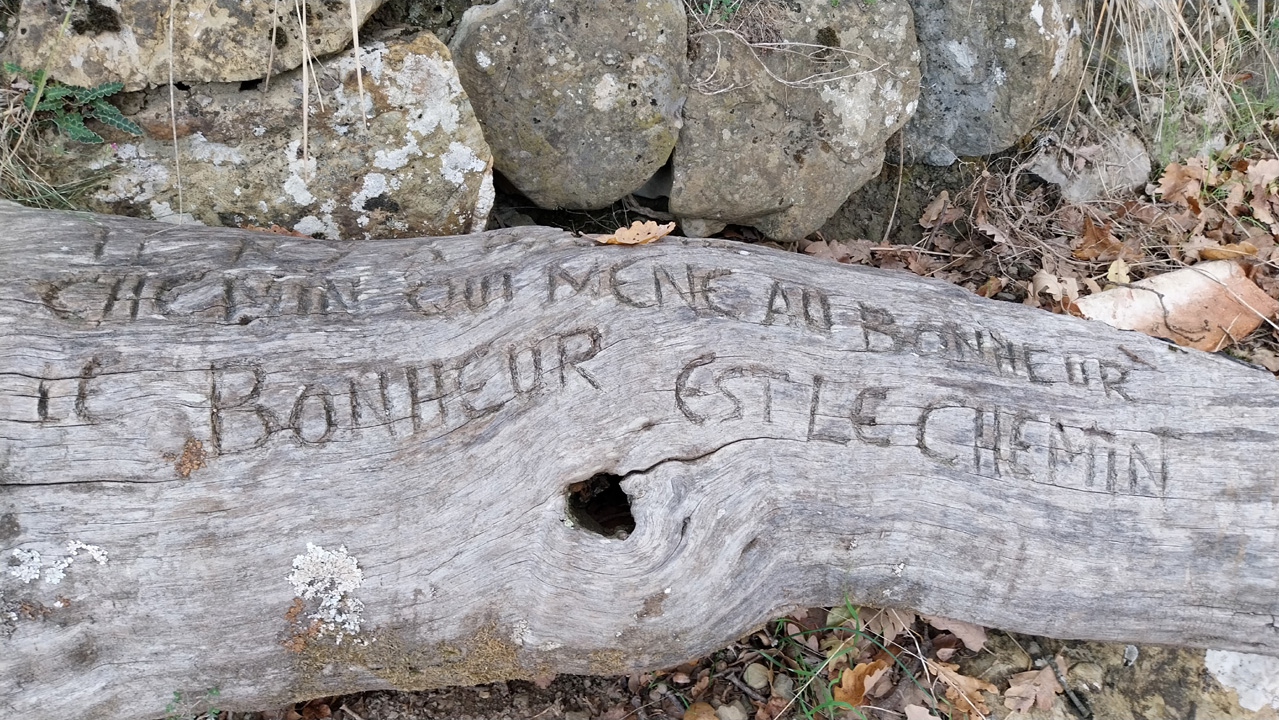 CHEMIN QUI MENE AU BONHEUR
LE BONHEUR EST LE CHEMIN